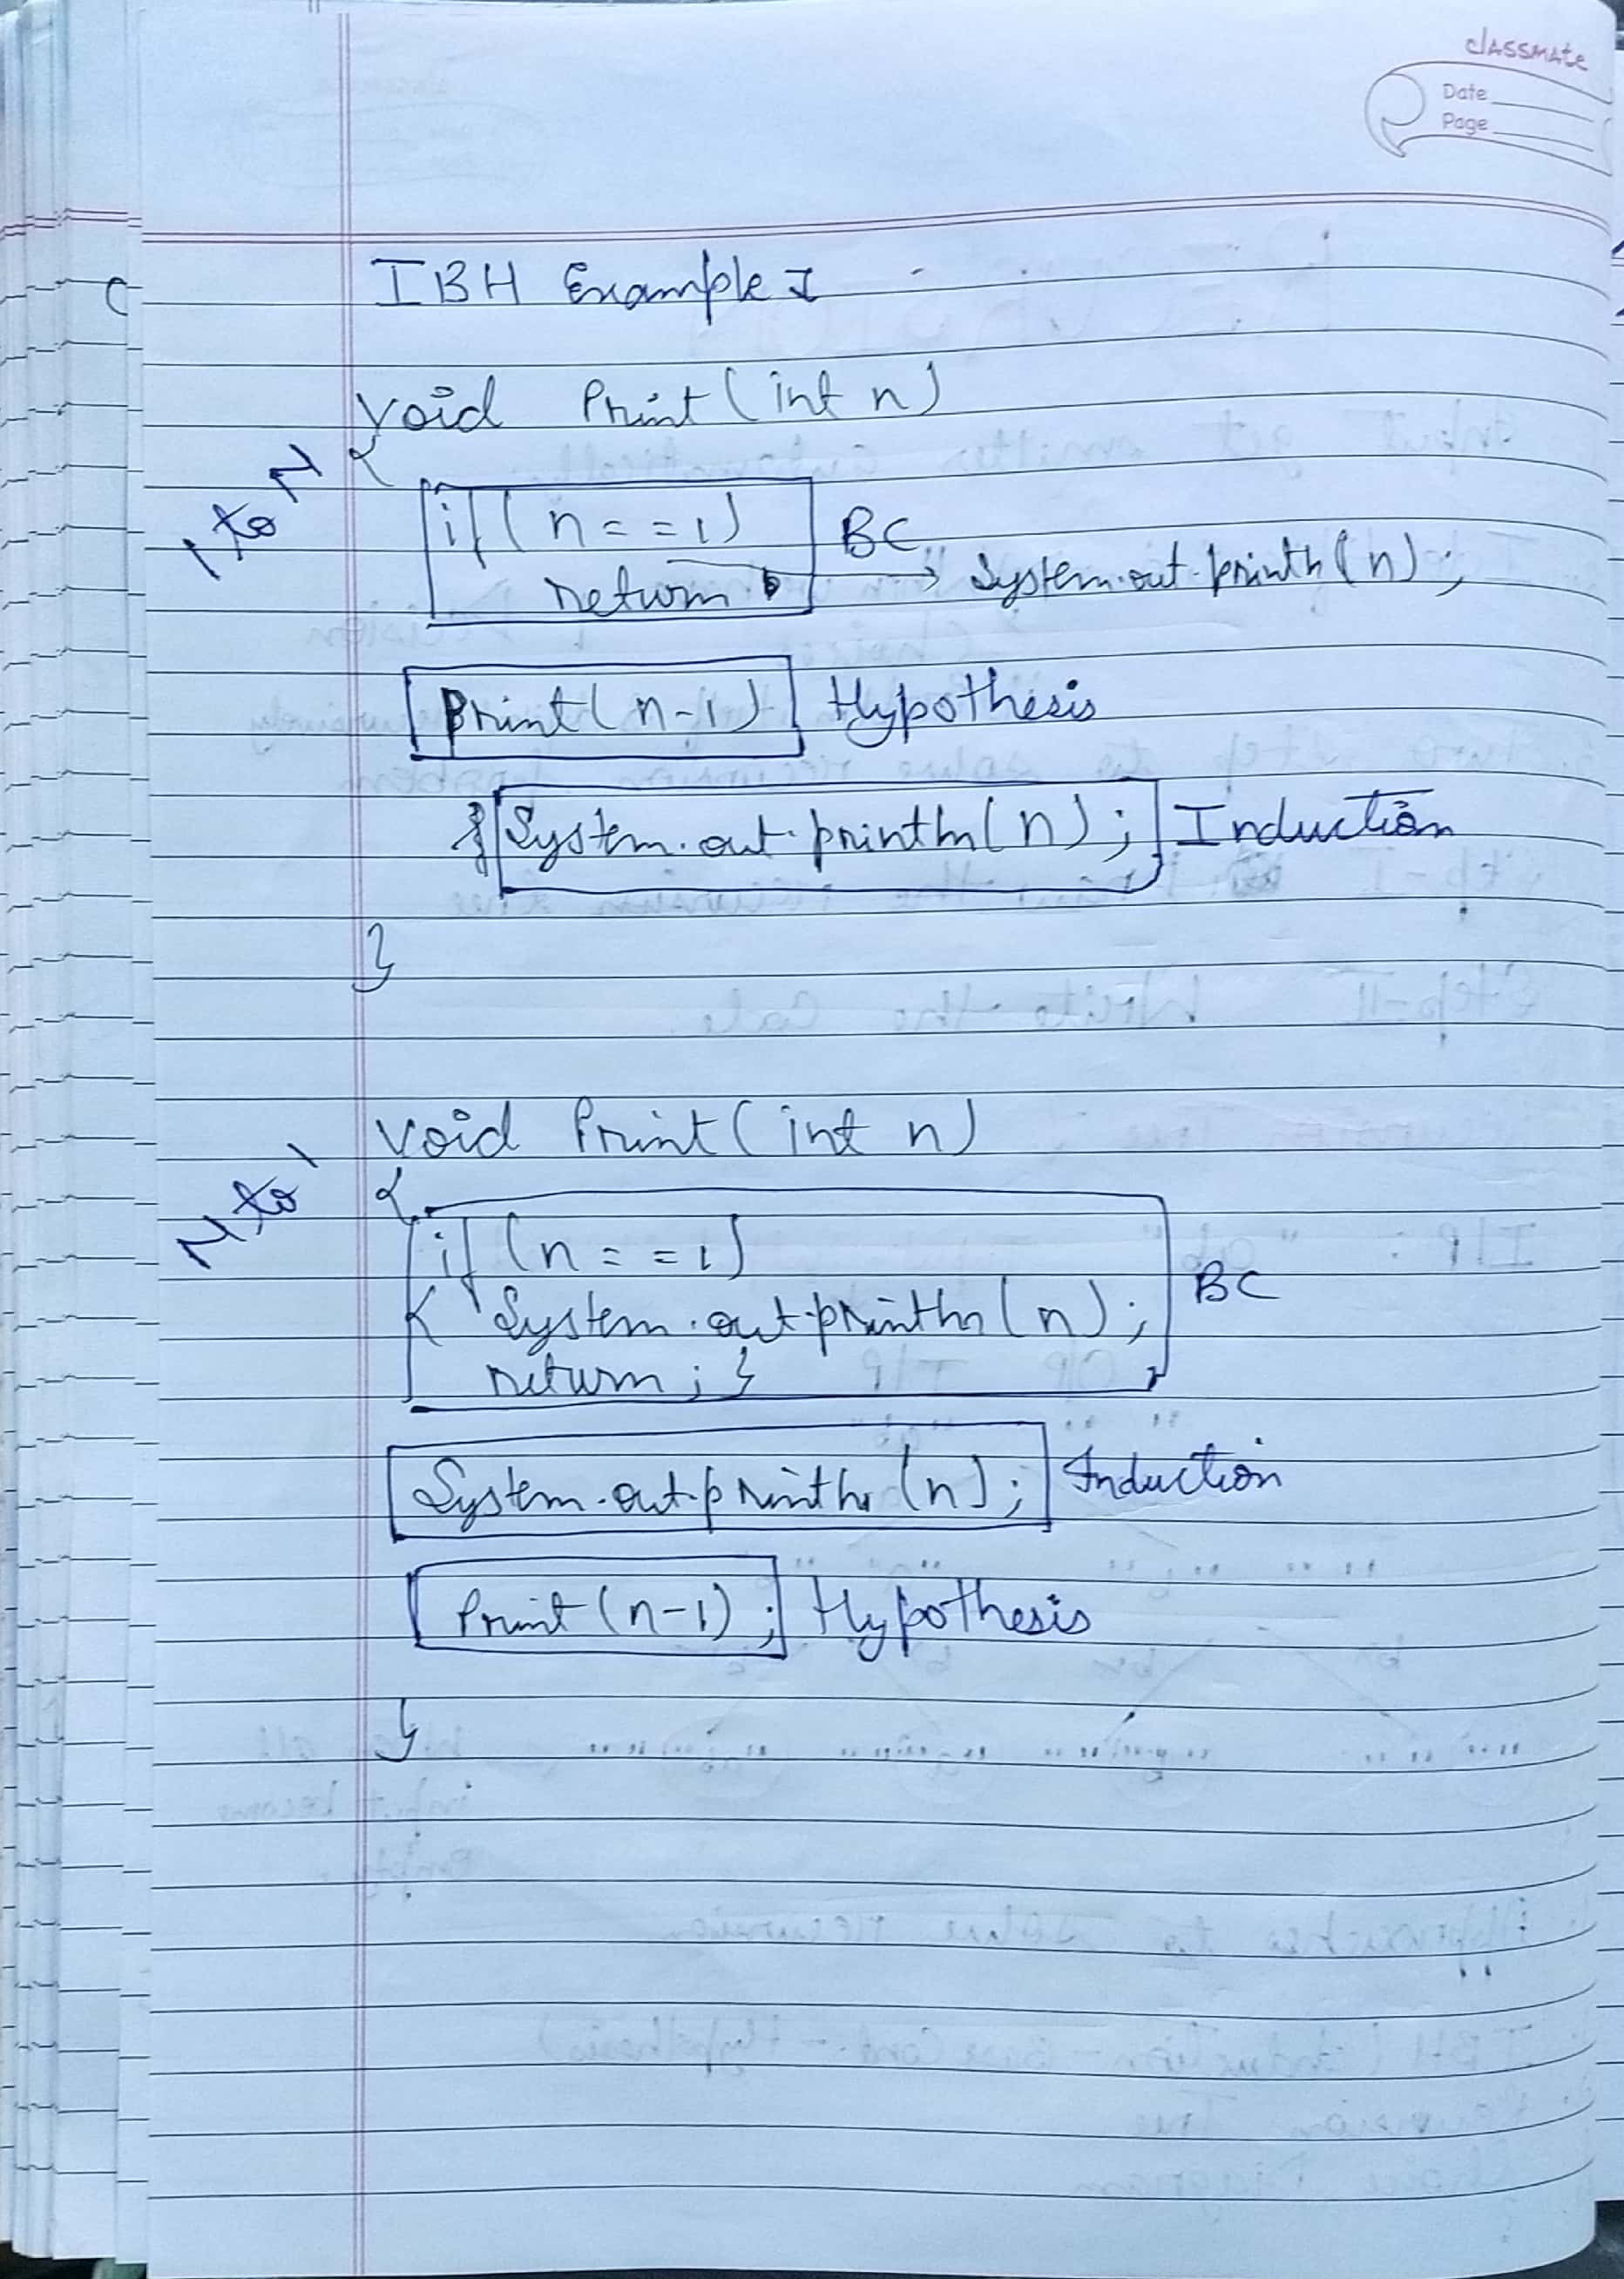 classmate
Date
Page
IBH Example I
void Print(int n)
{
1 to N
if(n==1) BC
return → System.out.println(n);
Print(n-1) Hypothesis
System.out.println(n); Induction
}
void Print(int n)
N to 1
{
if(n==1)
{ System.out.println(n); BC
return; }
System.out.println(n); Induction
Print(n-1); Hypothesis
}